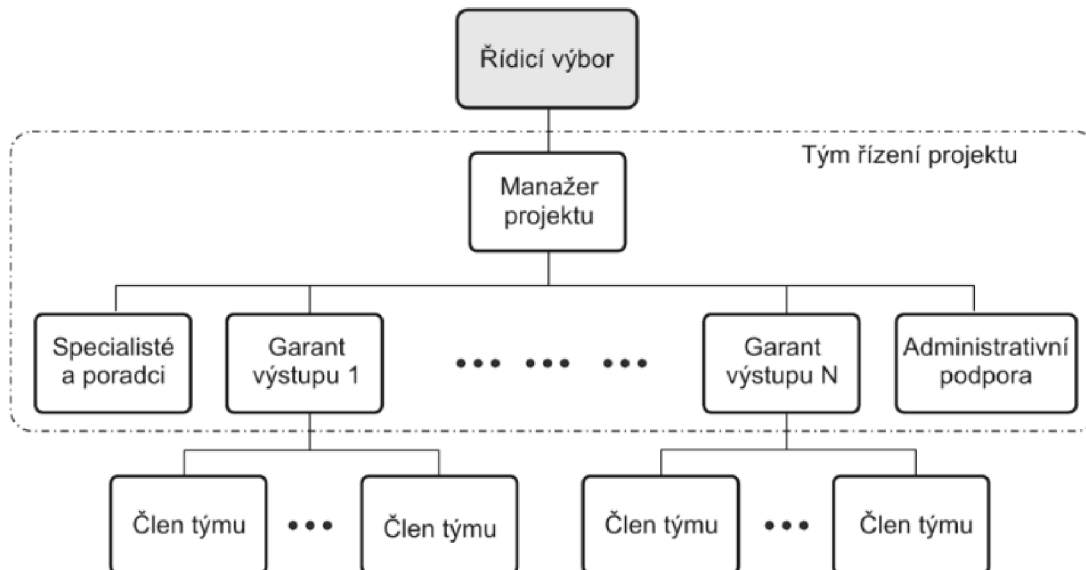 Řídicí výbor
Tým řízení projektu
Manažer
projektu
Specialisté
a poradci
Garant
výstupu 1
Garant
výstupu N
Administrativní
podpora
Člen týmu
Člen týmu
Člen týmu
Člen týmu